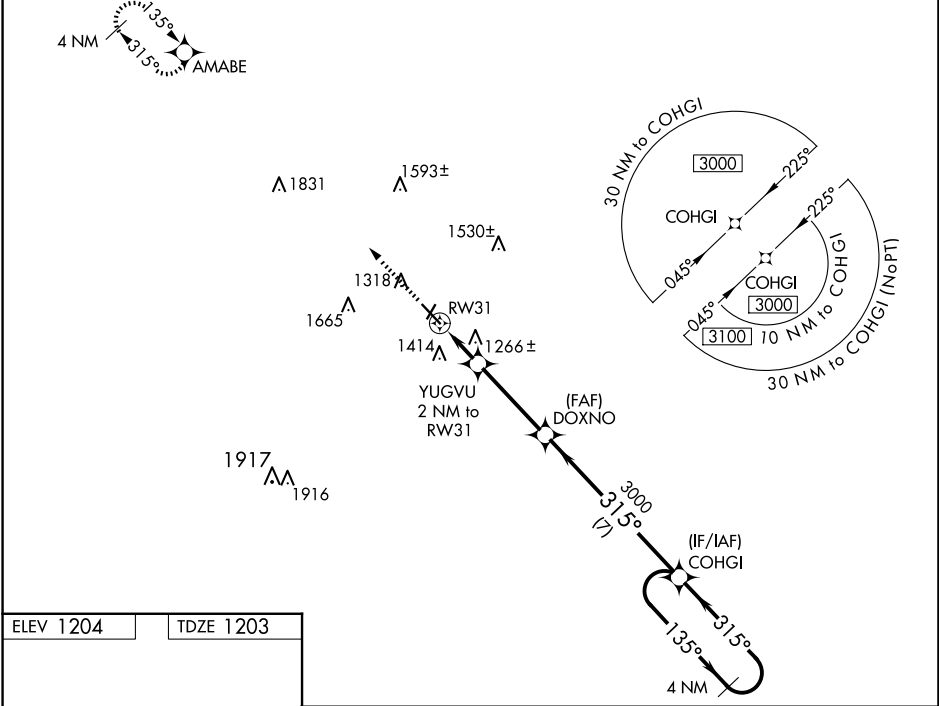 135°
4 NM
315°
AMABE
30 NM to COHGI
3000
225°
COHGI
045°
225°
COHGI
3000
045°
3100
10 NM to COHGI
30 NM to COHGI (NoPT)
1831
1593±
1530±
1318
1665
RW31
1414
1266±
YUGVU
2 NM to
RW31
(FAF)
DOXNO
1917
1916
3000
315°
(7)
(IF/IAF)
COHGI
135°
315°
4 NM
ELEV 1204
TDZE 1203